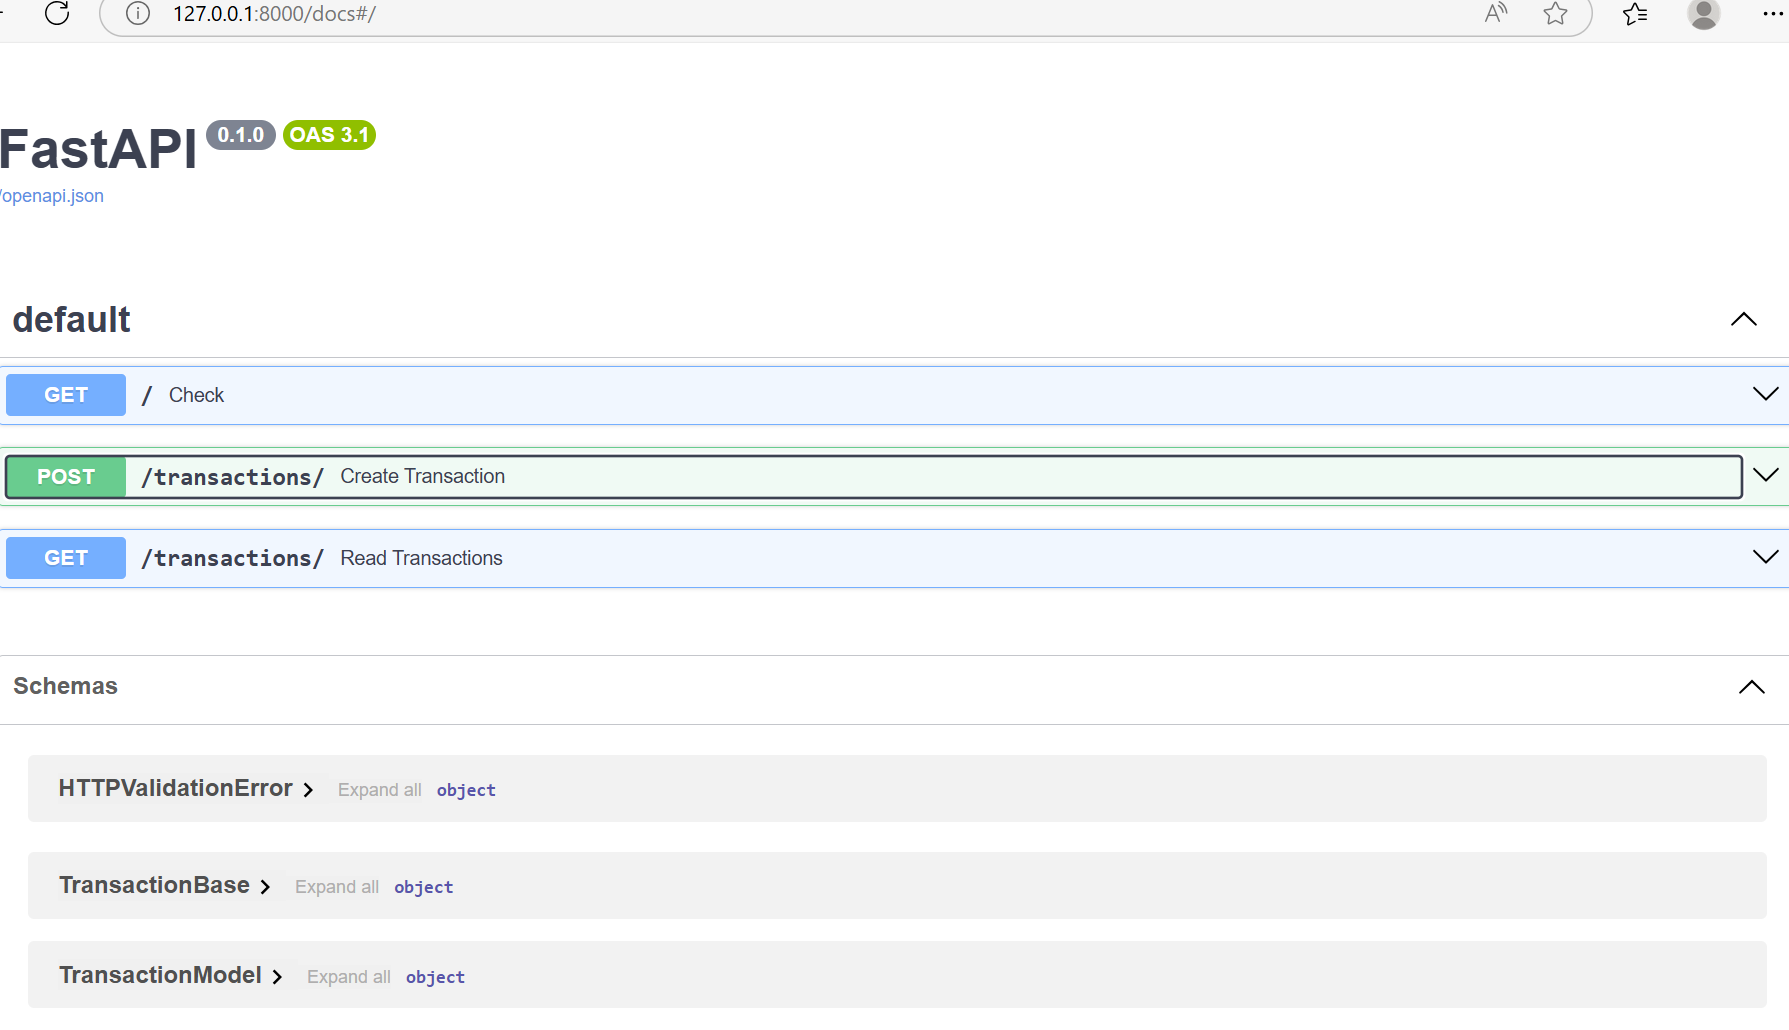 127.0.0.1:8000/docs#/
FastAPI 0.1.0 OAS 3.1
/openapi.json
default
GET / Check
POST /transactions/ Create Transaction
GET /transactions/ Read Transactions
Schemas
HTTPValidationError Expand all object
TransactionBase Expand all object
TransactionModel Expand all object